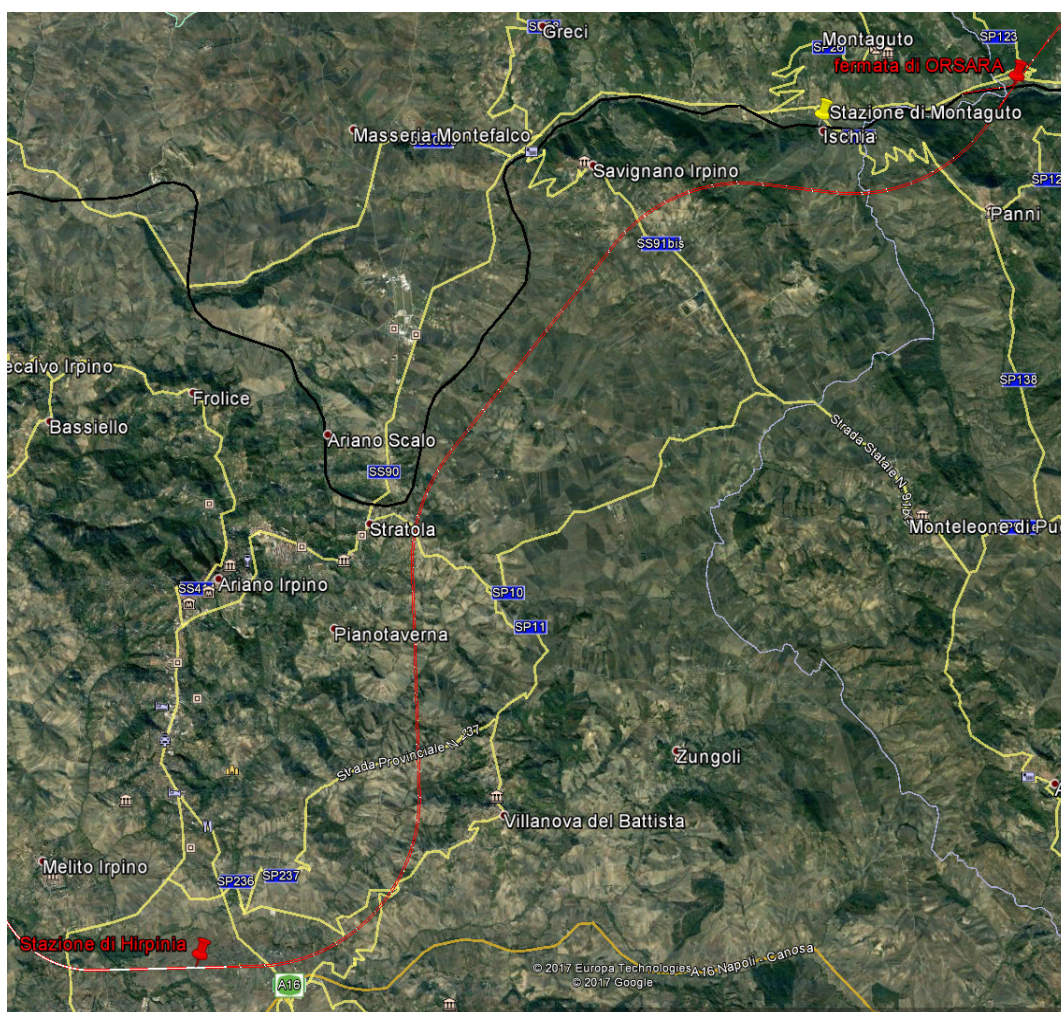 Greci
SP123
Montaguto
SP28
fermata di ORSARA
Stazione di Montaguto
Masseria Montefalco
SS90bis
Ischia
Savignano Irpino
Panni
SS91bis
ecalvo Irpino
SP138
Frolice
Bassiello
Ariano Scalo
Strada Statale N. 91bis
SS90
Stratola
Monteleone di Pu
Ariano Irpino
SP10
SP11
Pianotaverna
Strada Provinciale N. 237
Zungoli
Villanova del Battista
Melito Irpino
SP236
SP237
Stazione di Hirpinia
A16 Napoli - Canosa
© 2017 Europa Technologies
© 2017 Google
A16